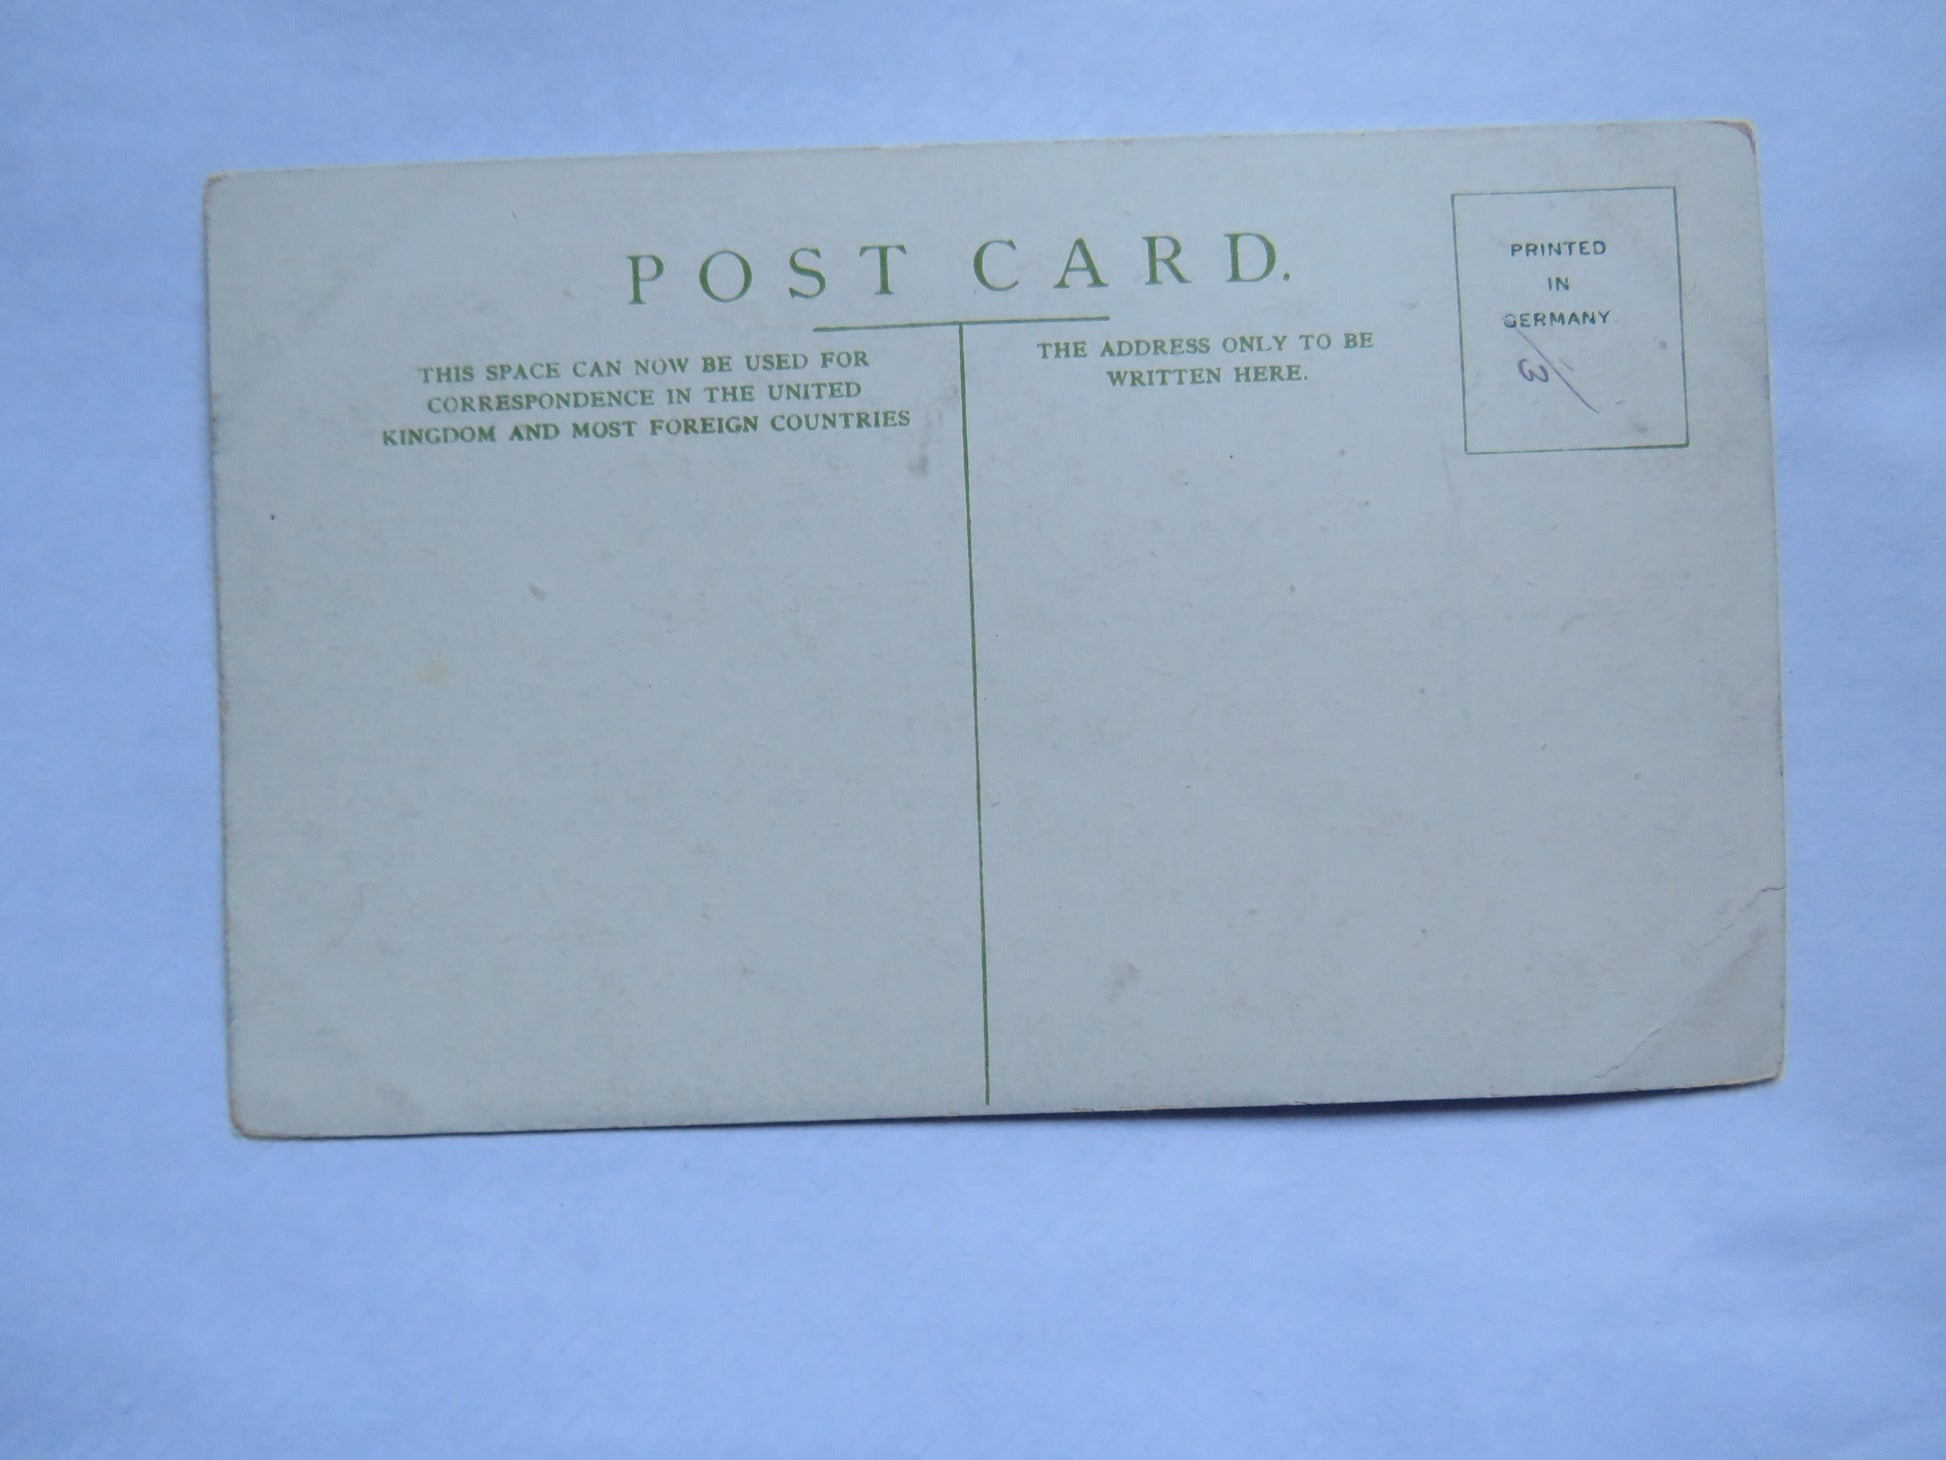 POST CARD.
THIS SPACE CAN NOW BE USED FOR
CORRESPONDENCE IN THE UNITED
KINGDOM AND MOST FOREIGN COUNTRIES
THE ADDRESS ONLY TO BE
WRITTEN HERE.
PRINTED
IN
GERMANY.